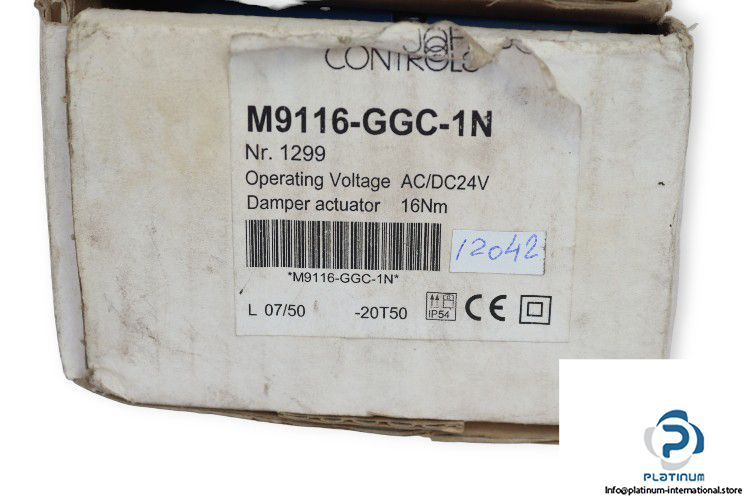 CONTROLS
M9116-GGC-1N
Nr. 1299
Operating Voltage AC/DC24V
Damper actuator 16Nm
12042
*M9116-GGC-1N*
L 07/50 -20T50 IP54 CE
PLATINUM
Info@platinum-international.store